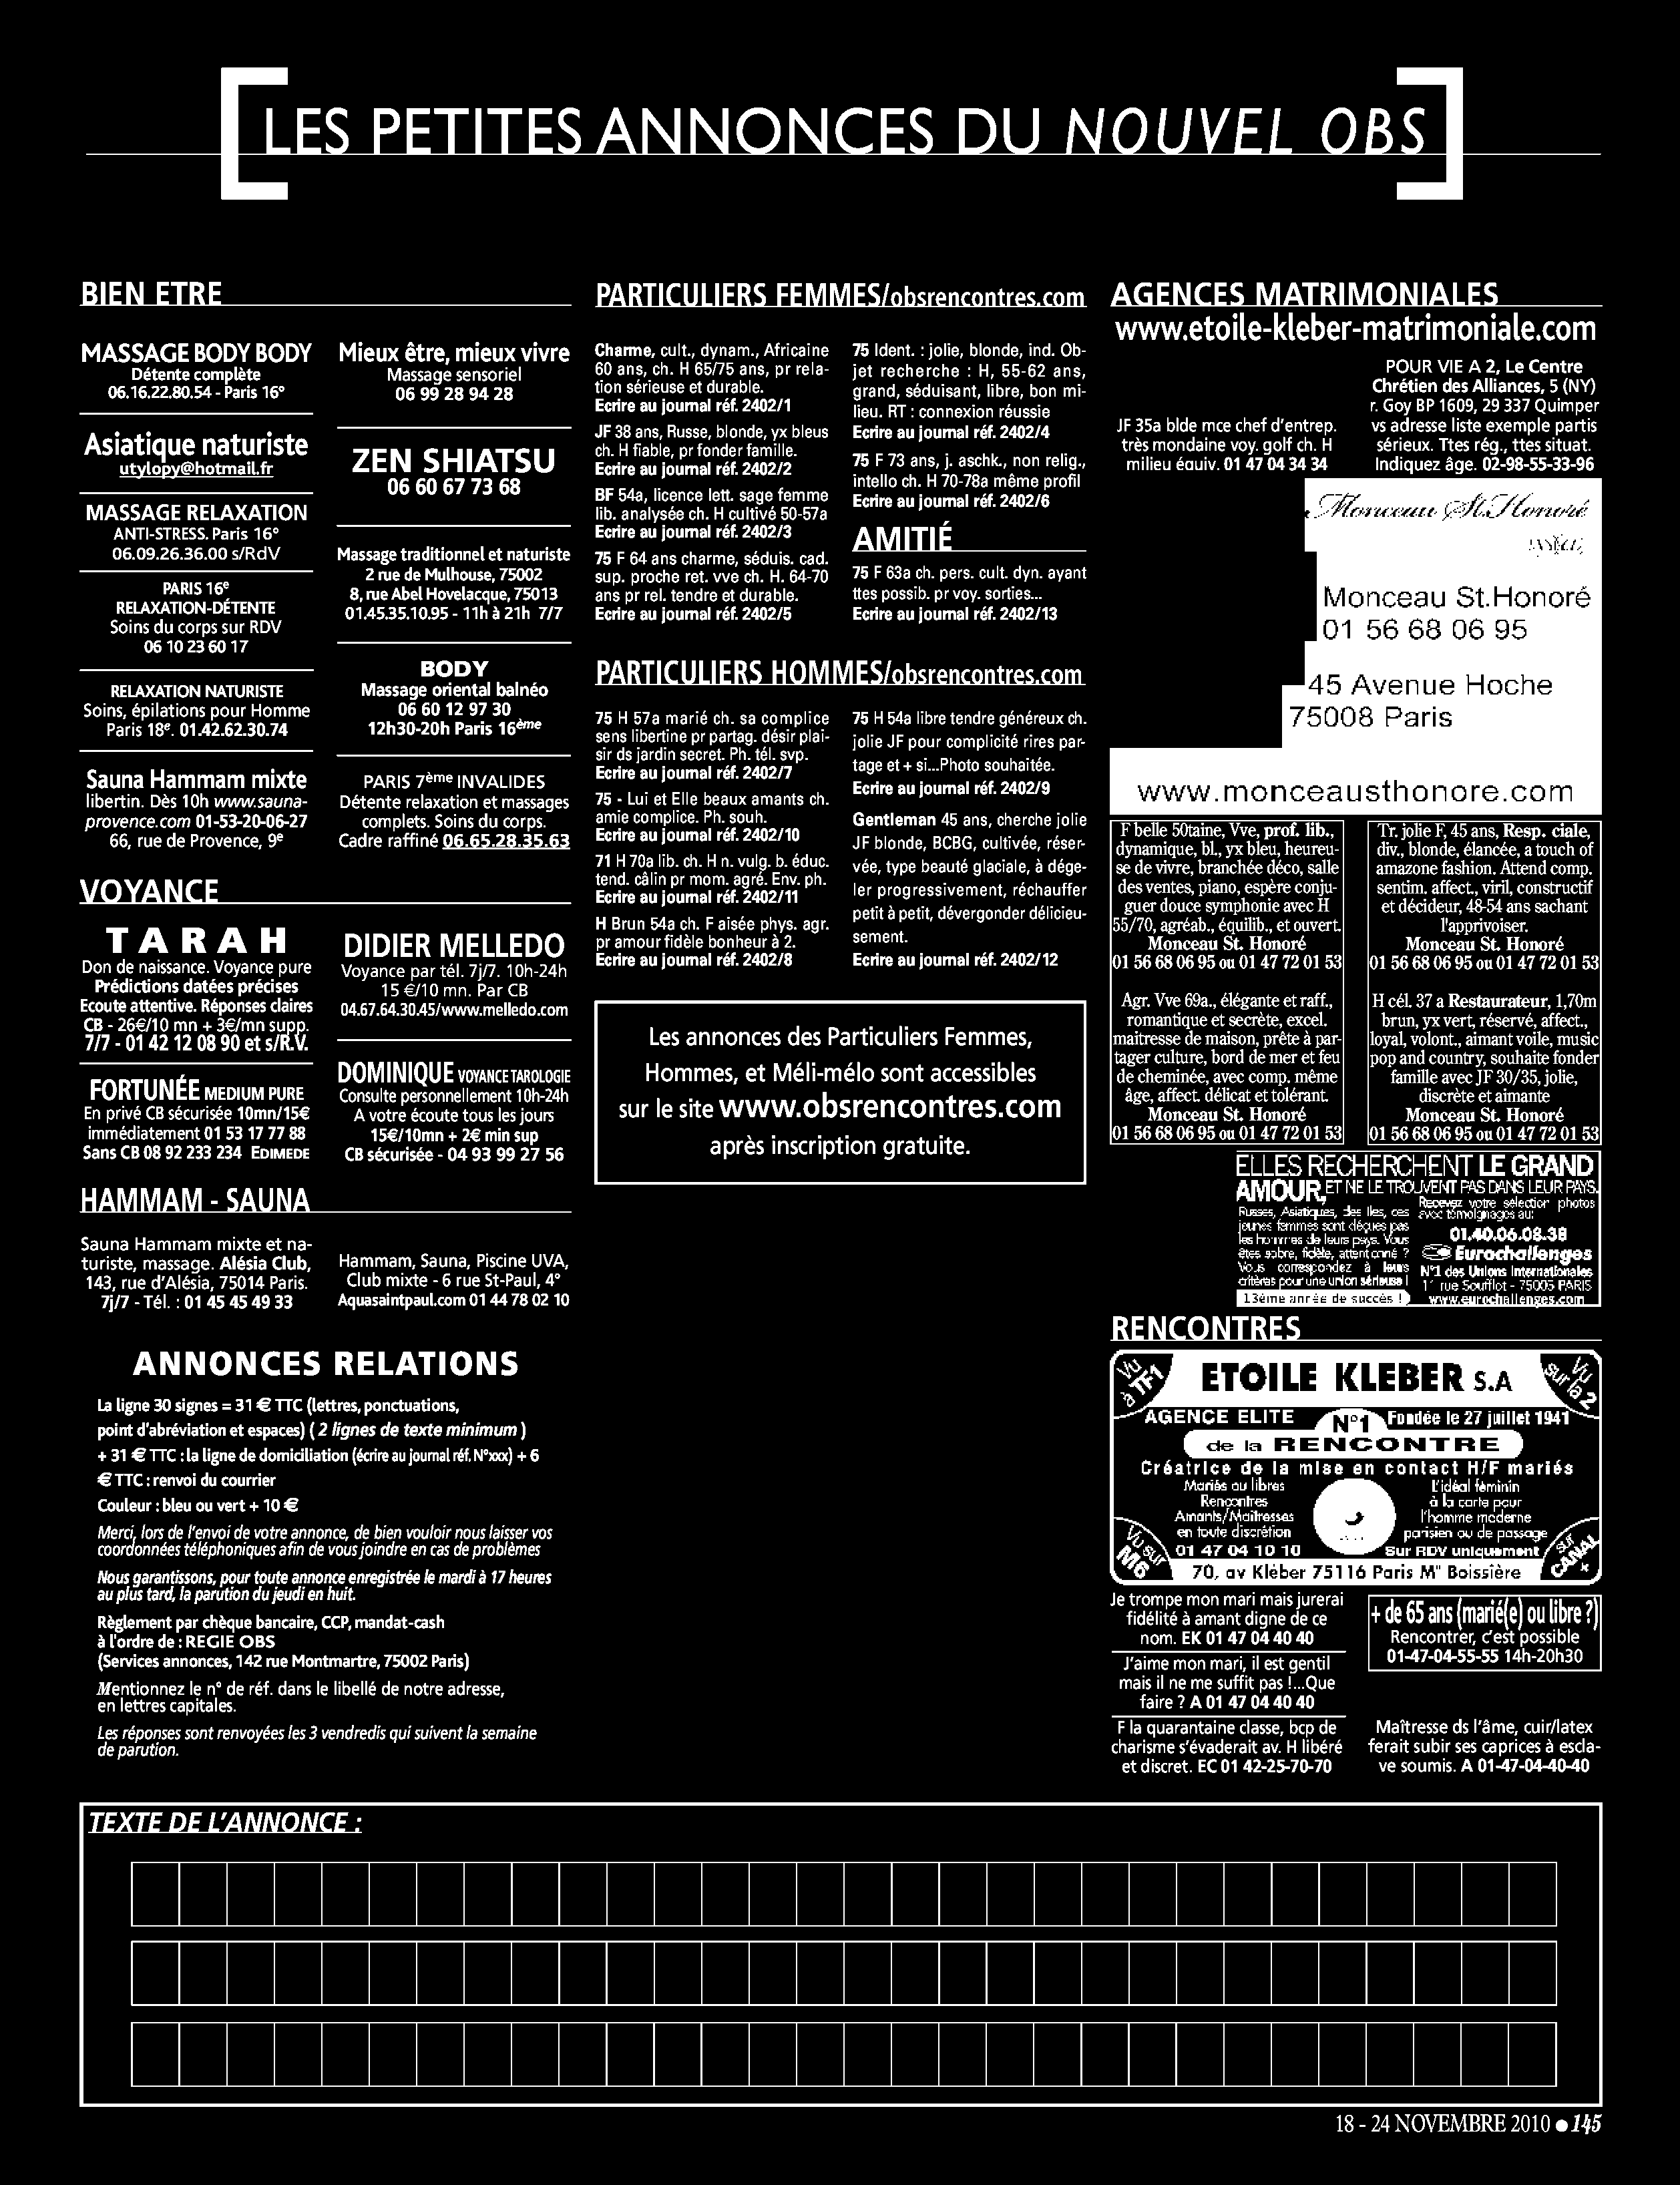 LES PETITES ANNONCES DU NOUVEL OBS
BIEN ETRE
MASSAGE BODY BODY
Détente complète
06.16.22.80.54 - Paris 16°
Asiatique naturiste
utylopy@hotmail.fr
MASSAGE RELAXATION
ANTI-STRESS. Paris 16°
06.09.26.36.00 s/RdV
PARIS 16e
RELAXATION-DÉTENTE
Soins du corps sur RDV
06 10 23 60 17
RELAXATION NATURISTE
Soins, épilations pour Homme
Paris 18e. 01.42.62.30.74
Sauna Hammam mixte
libertin. Dès 10h www.sauna-
provence.com 01-53-20-06-27
66, rue de Provence, 9e
Mieux être, mieux vivre
Massage sensoriel
06 99 28 94 28
ZEN SHIATSU
06 60 67 73 68
Massage traditionnel et naturiste
2 rue de Mulhouse, 75002
8, rue Abel Hovelacque, 75013
01.45.35.10.95 - 11h à 21h 7/7
BODY
Massage oriental balnéo
06 60 12 97 30
12h30-20h Paris 16ème
PARIS 7ème INVALIDES
Détente relaxation et massages
complets. Soins du corps.
Cadre raffiné 06.65.28.35.63
VOYANCE
TARAH
Don de naissance. Voyance pure
Prédictions datées précises
Ecoute attentive. Réponses claires
CB - 26€/10 mn + 3€/mn supp.
7/7 - 01 42 12 08 90 et s/R.V.
FORTUNÉE MEDIUM PURE
En privé CB sécurisée 10mn/15€
immédiatement 01 53 17 77 88
Sans CB 08 92 233 234 EDIMEDE
DIDIER MELLEDO
Voyance par tél. 7j/7. 10h-24h
15 €/10 mn. Par CB
04.67.64.30.45/www.melledo.com
DOMINIQUE VOYANCE TAROLOGIE
Consulte personnellement 10h-24h
A votre écoute tous les jours
15€/10mn + 2€ min sup
CB sécurisée - 04 93 99 27 56
HAMMAM - SAUNA
Sauna Hammam mixte et na-
turiste, massage. Alésia Club,
143, rue d'Alésia, 75014 Paris.
7j/7 - Tél. : 01 45 45 49 33
Hammam, Sauna, Piscine UVA,
Club mixte - 6 rue St-Paul, 4°
Aquasaintpaul.com 01 44 78 02 10
ANNONCES RELATIONS
La ligne 30 signes = 31 € TTC (lettres, ponctuations,
point d'abréviation et espaces) ( 2 lignes de texte minimum )
+ 31 € TTC : la ligne de domiciliation (écrire au journal réf. N°xxx) + 6
€ TTC : renvoi du courrier
Couleur : bleu ou vert + 10 €
Merci, lors de l'envoi de votre annonce, de bien vouloir nous laisser vos
coordonnées téléphoniques afin de vous joindre en cas de problèmes
Nous garantissons, pour toute annonce enregistrée le mardi à 17 heures
au plus tard, la parution du jeudi en huit.
Règlement par chèque bancaire, CCP, mandat-cash
à l'ordre de : REGIE OBS
(Services annonces, 142 rue Montmartre, 75002 Paris)
Mentionnez le n° de réf. dans le libellé de notre adresse,
en lettres capitales.
Les réponses sont renvoyées les 3 vendredis qui suivent la semaine
de parution.
PARTICULIERS FEMMES/obsrencontres.com
Charme, cult., dynam., Africaine
60 ans, ch. H 65/75 ans, pr rela-
tion sérieuse et durable.
Ecrire au journal réf. 2402/1
JF 38 ans, Russe, blonde, yx bleus
ch. H fiable, pr fonder famille.
Ecrire au journal réf. 2402/2
BF 54a, licence lett. sage femme
lib. analysée ch. H cultivé 50-57a
Ecrire au journal réf. 2402/3
75 F 64 ans charme, séduis. cad.
sup. proche ret. vve ch. H. 64-70
ans pr rel. tendre et durable.
Ecrire au journal réf. 2402/5
75 Ident. : jolie, blonde, ind. Ob-
jet recherche : H, 55-62 ans,
grand, séduisant, libre, bon mi-
lieu. RT : connexion réussie
Ecrire au journal réf. 2402/4
75 F 73 ans, j. aschk., non relig.,
intello ch. H 70-78a même profil
Ecrire au journal réf. 2402/6
AMITIÉ
75 F 63a ch. pers. cult. dyn. ayant
ttes possib. pr voy. sorties...
Ecrire au journal réf. 2402/13
PARTICULIERS HOMMES/obsrencontres.com
75 H 57a marié ch. sa complice
sens libertine pr partag. désir plai-
sir ds jardin secret. Ph. tél. svp.
Ecrire au journal réf. 2402/7
75 - Lui et Elle beaux amants ch.
amie complice. Ph. souh.
Ecrire au journal réf. 2402/10
71 H 70a lib. ch. H n. vulg. b. éduc.
tend. câlin pr mom. agré. Env. ph.
Ecrire au journal réf. 2402/11
H Brun 54a ch. F aisée phys. agr.
pr amour fidèle bonheur à 2.
Ecrire au journal réf. 2402/8
75 H 54a libre tendre généreux ch.
jolie JF pour complicité rires par-
tage et + si...Photo souhaitée.
Ecrire au journal réf. 2402/9
Gentleman 45 ans, cherche jolie
JF blonde, BCBG, cultivée, réser-
vée, type beauté glaciale, à dége-
ler progressivement, réchauffer
petit à petit, dévergonder délicieu-
sement.
Ecrire au journal réf. 2402/12
Les annonces des Particuliers Femmes,
Hommes, et Méli-mélo sont accessibles
sur le site www.obsrencontres.com
après inscription gratuite.
AGENCES MATRIMONIALES
www.etoile-kleber-matrimoniale.com
JF 35a blde mce chef d'entrep.
très mondaine voy. golf ch. H
milieu équiv. 01 47 04 34 34
POUR VIE A 2, Le Centre
Chrétien des Alliances, 5 (NY)
r. Goy BP 1609, 29 337 Quimper
vs adresse liste exemple partis
sérieux. Ttes rég., ttes situat.
Indiquez âge. 02-98-55-33-96
Monceau St.Honoré
Monceau St.Honoré
01 56 68 06 95
45 Avenue Hoche
75008 Paris
www.monceausthonore.com
F belle 50taine, Vve, prof. lib.,
dynamique, bl., yx bleu, heureu-
se de vivre, branchée déco, salle
des ventes, piano, espère conju-
guer douce symphonie avec H
55/70, agréab., équilib., et ouvert.
Monceau St. Honoré
01 56 68 06 95 ou 01 47 72 01 53
Agr. Vve 69a., élégante et raff.,
romantique et secrète, excel.
maitresse de maison, prête à par-
tager culture, bord de mer et feu
de cheminée, avec comp. même
âge, affect. délicat et tolérant.
Monceau St. Honoré
01 56 68 06 95 ou 01 47 72 01 53
Tr. jolie F, 45 ans, Resp. ciale,
div., blonde, élancée, a touch of
amazone fashion. Attend comp.
sentim. affect., viril, constructif
et décideur, 48-54 ans sachant
l'apprivoiser.
Monceau St. Honoré
01 56 68 06 95 ou 01 47 72 01 53
H cél. 37 a Restaurateur, 1,70m
brun, yx vert, réservé, affect.,
loyal, volont., aimant voile, music
pop and country, souhaite fonder
famille avec JF 30/35, jolie,
discrète et aimante
Monceau St. Honoré
01 56 68 06 95 ou 01 47 72 01 53
ELLES RECHERCHENT LE GRAND
AMOUR, ET NE LE TROUVENT PAS DANS LEUR PAYS.
Russes, Asiatiques, des Iles, ces
jeunes femmes sont déçues pas
les hommes de leurs pays. Vous
êtes sobre, fidèle, attentionné ?
Vous correspondez à leurs
critères pour une union sérieuse !
13ème année de succès !
Recevez votre sélection photos
avec témoignages au:
01.40.06.08.38
Eurochallenges
N°1 des Unions Internationales
rue Soufflot - 75005 PARIS
www.eurochallenges.com
RENCONTRES
Vu à TF1
ETOILE KLEBER S.A
Vu sur la 2
AGENCE ELITE N°1 Fondée le 27 juillet 1941
de la RENCONTRE
Créatrice de la mise en contact H/F mariés
Mariés ou libres
Rencontres
Amants/Maitresses
en toute discrétion
01 47 04 10 10
L'idéal féminin
à la carte pour
l'homme moderne
parisien ou de passage
Sur RDV uniquement
Vu sur M6
sur CANAL +
70, av Kléber 75116 Paris M° Boissière
Je trompe mon mari mais jurerai
fidélité à amant digne de ce
nom. EK 01 47 04 40 40
J'aime mon mari, il est gentil
mais il ne me suffit pas !...Que
faire ? A 01 47 04 40 40
F la quarantaine classe, bcp de
charisme s'évaderait av. H libéré
et discret. EC 01 42-25-70-70
+ de 65 ans (marié(e) ou libre ?)
Rencontrer, c'est possible
01-47-04-55-55 14h-20h30
Maîtresse ds l'âme, cuir/latex
ferait subir ses caprices à escla-
ve soumis. A 01-47-04-40-40
TEXTE DE L'ANNONCE :
18 - 24 NOVEMBRE 2010 ● 145